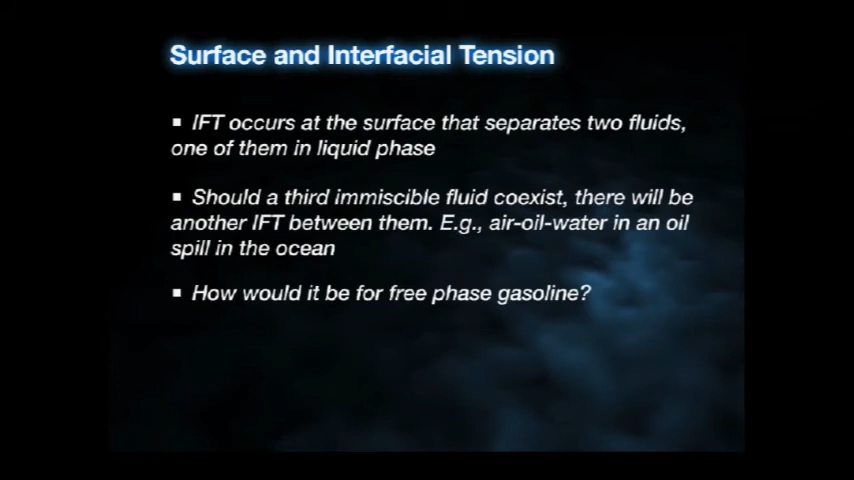 Surface and Interfacial Tension
▪ IFT occurs at the surface that separates two fluids,
one of them in liquid phase
▪ Should a third immiscible fluid coexist, there will be
another IFT between them. E.g., air-oil-water in an oil
spill in the ocean
▪ How would it be for free phase gasoline?